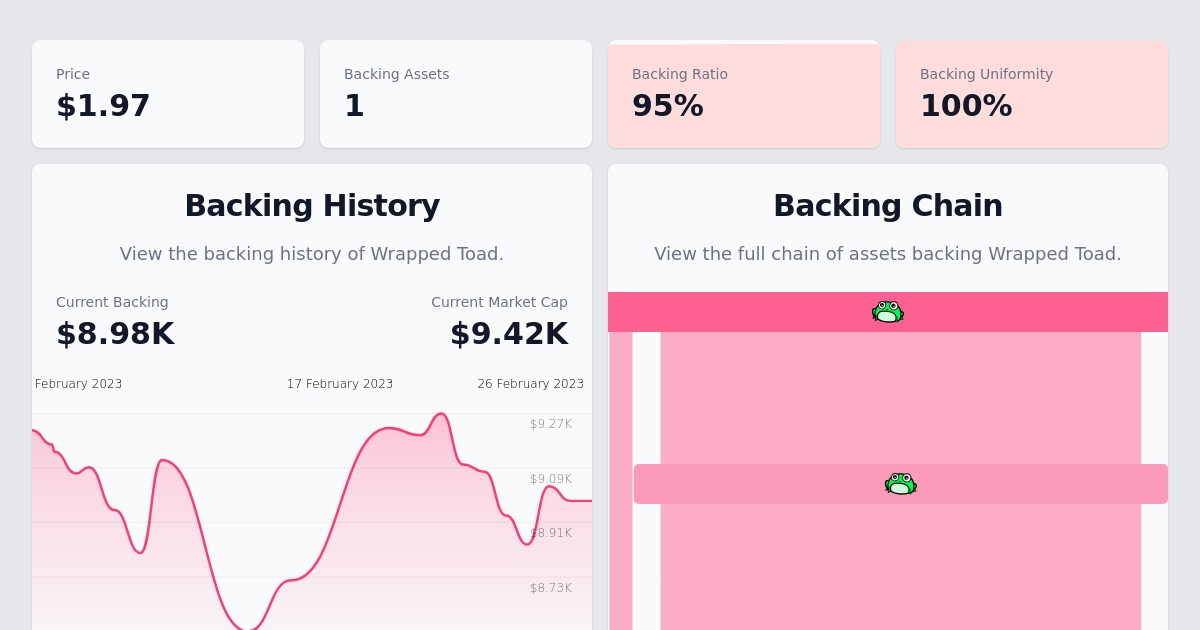 Price
$1.97
Backing Assets
1
Backing Ratio
95%
Backing Uniformity
100%
Backing History
View the backing history of Wrapped Toad.
Current Backing
$8.98K
Current Market Cap
$9.42K
February 2023
17 February 2023
26 February 2023
$9.27K
$9.09K
$8.91K
$8.73K
Backing Chain
View the full chain of assets backing Wrapped Toad.